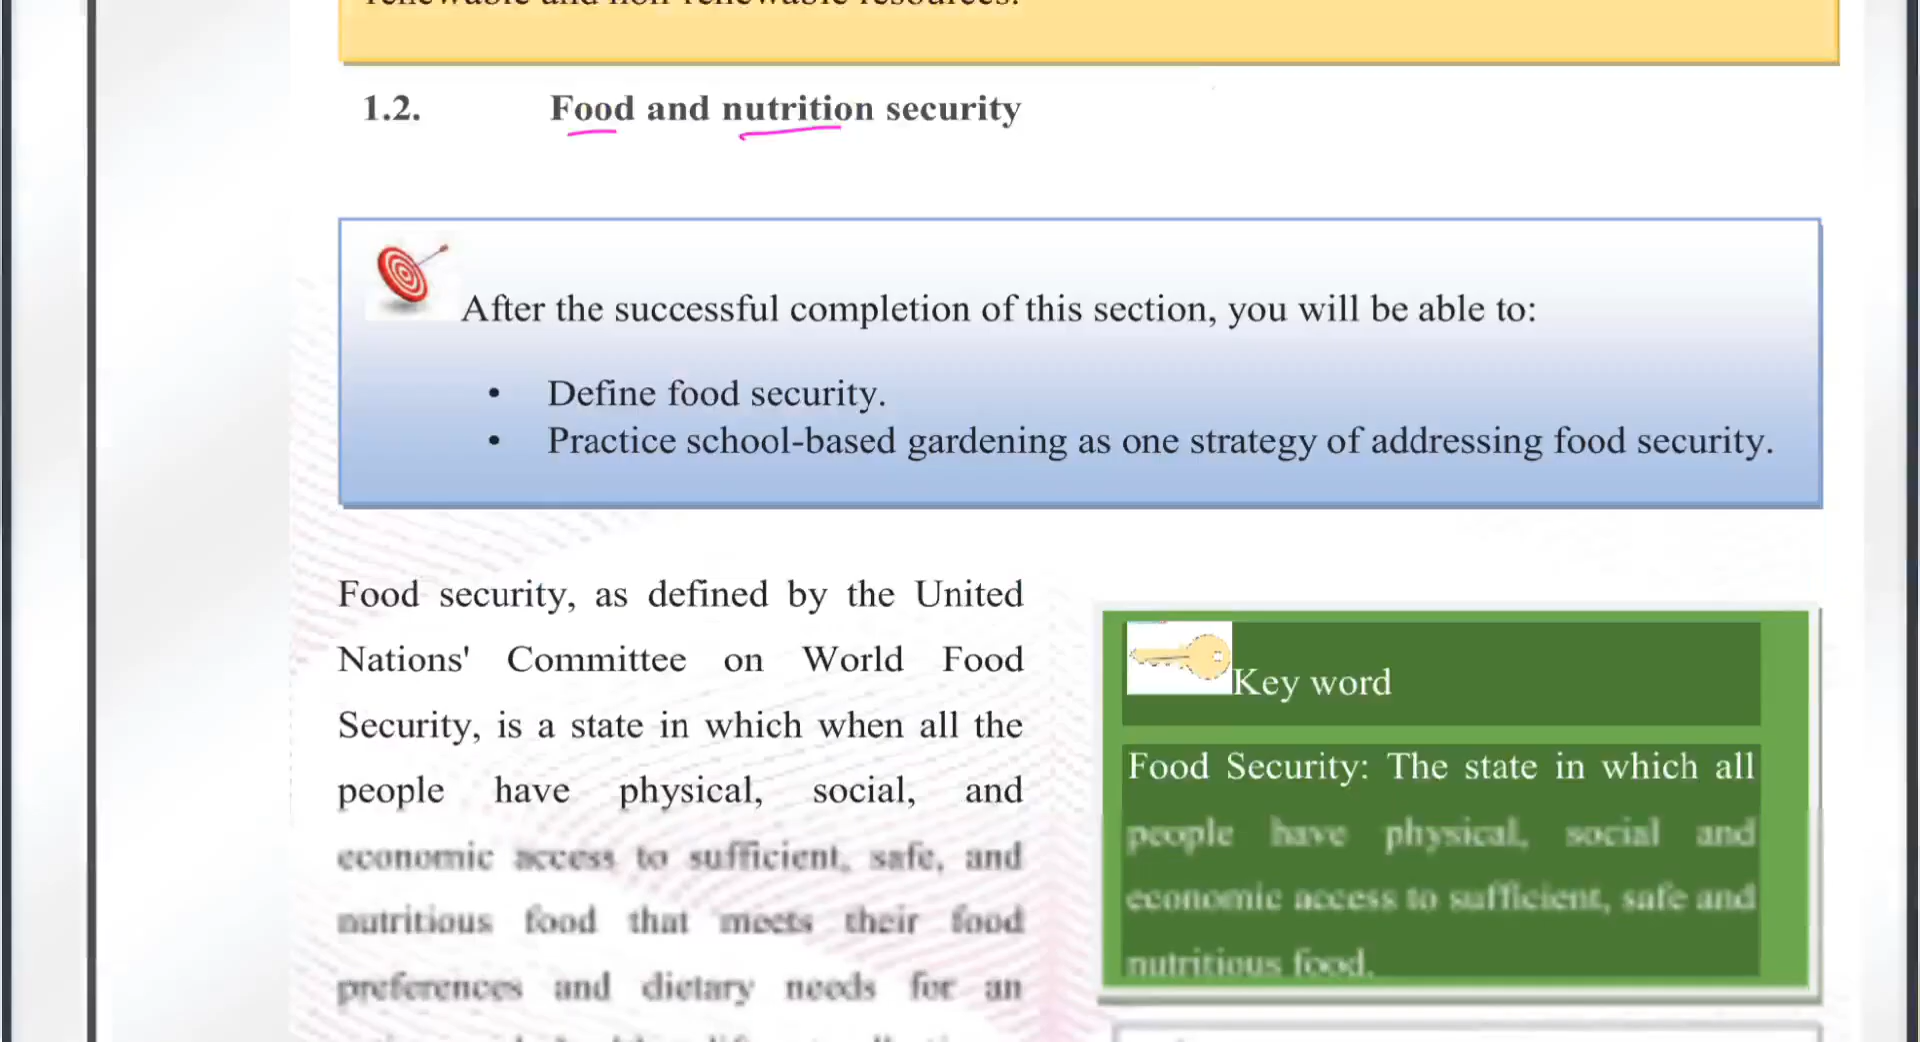 renewable and non-renewable resources.
1.2. Food and nutrition security
After the successful completion of this section, you will be able to:
• Define food security.
• Practice school-based gardening as one strategy of addressing food security.
Food security, as defined by the United
Nations' Committee on World Food
Security, is a state in which when all the
people have physical, social, and
economic access to sufficient, safe, and
nutritious food that meets their food
preferences and dietary needs for an
Key word
Food Security: The state in which all
people have physical, social and
economic access to sufficient, safe and
nutritious food.